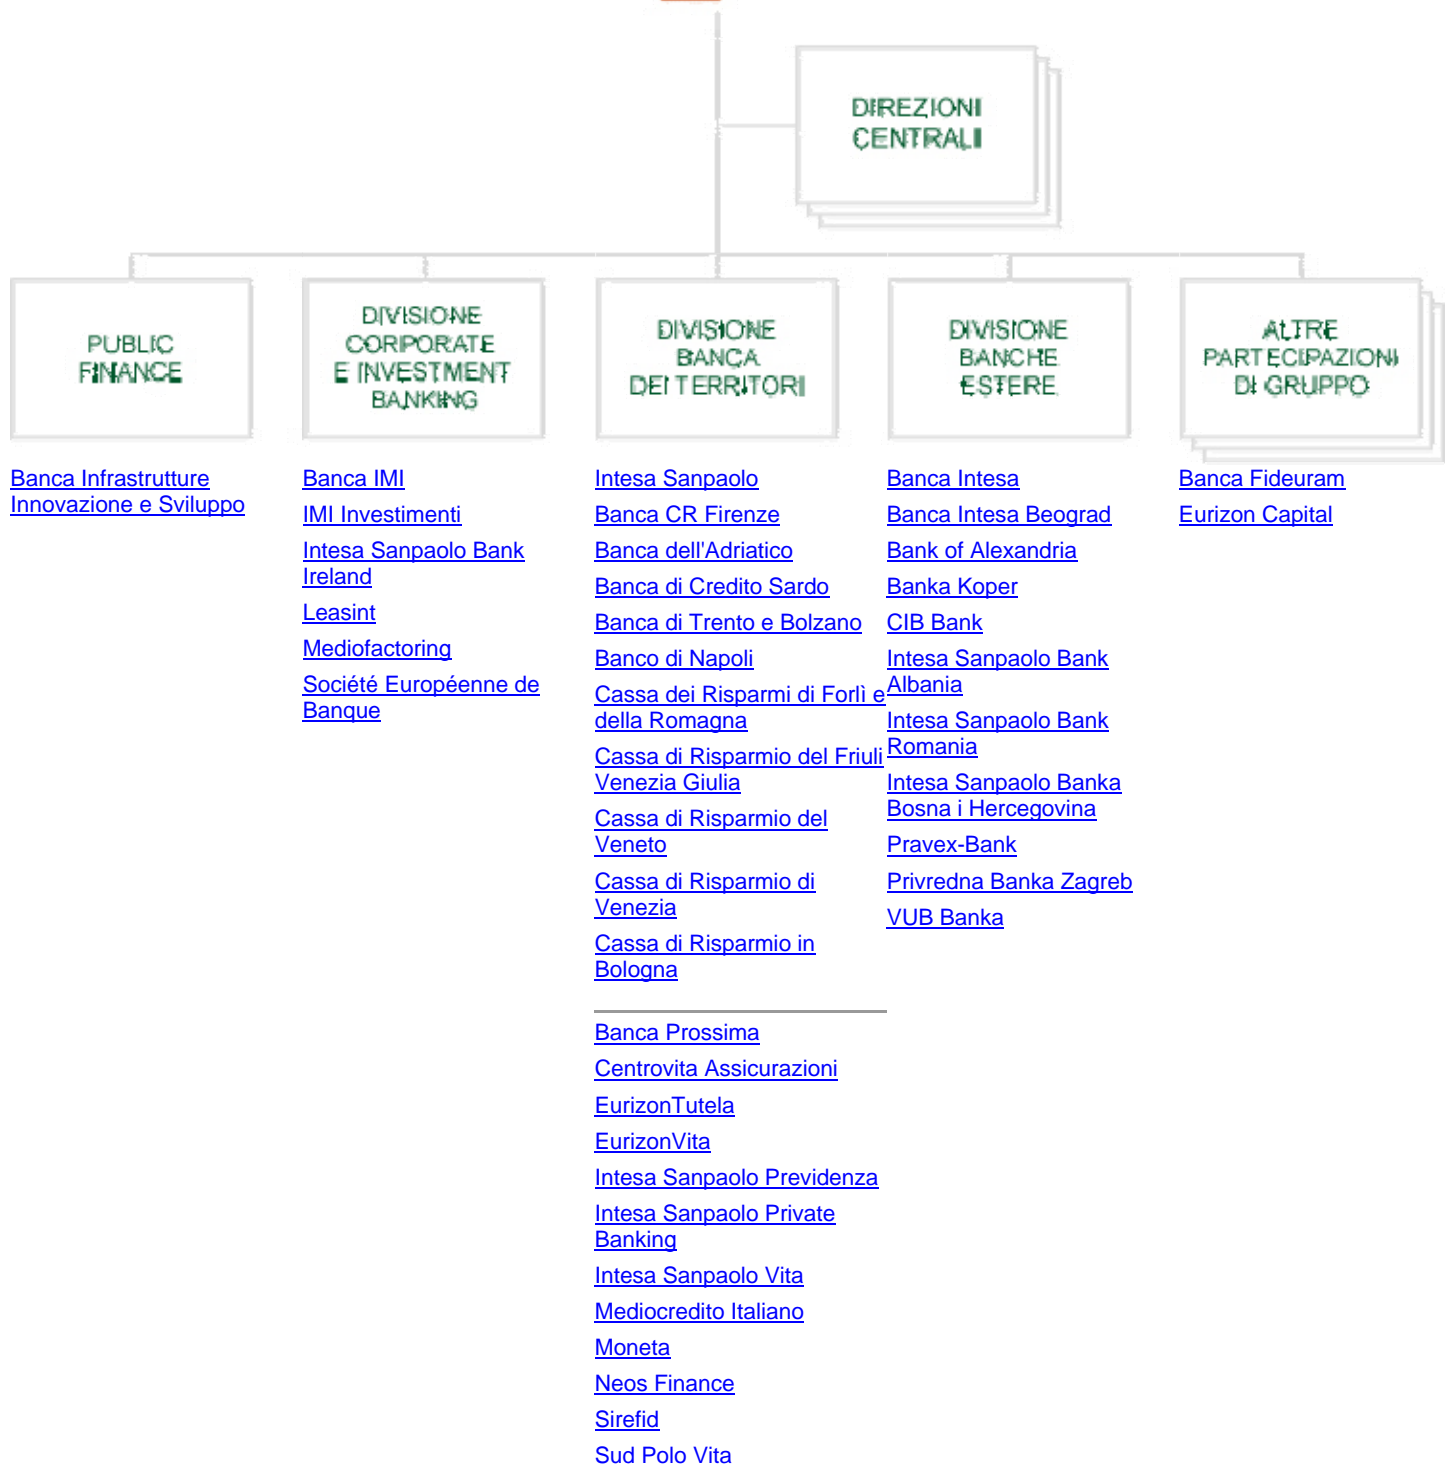 DIREZIONI
CENTRALI
PUBLIC
FINANCE
DIVISIONE
CORPORATE
E INVESTMENT
BANKING
DIVISIONE
BANCA
DEI TERRITORI
DIVISIONE
BANCHE
ESTERE
ALTRE
PARTECIPAZIONI
DI GRUPPO
Banca Infrastrutture
Innovazione e Sviluppo
Banca IMI
IMI Investimenti
Intesa Sanpaolo Bank
Ireland
Leasint
Mediofactoring
Société Européenne de
Banque
Intesa Sanpaolo
Banca CR Firenze
Banca dell'Adriatico
Banca di Credito Sardo
Banca di Trento e Bolzano
Banco di Napoli
Cassa dei Risparmi di Forlì e
della Romagna
Cassa di Risparmio del Friuli
Venezia Giulia
Cassa di Risparmio del
Veneto
Cassa di Risparmio di
Venezia
Cassa di Risparmio in
Bologna
Banca Prossima
Centrovita Assicurazioni
EurizonTutela
EurizonVita
Intesa Sanpaolo Previdenza
Intesa Sanpaolo Private
Banking
Intesa Sanpaolo Vita
Mediocredito Italiano
Moneta
Neos Finance
Sirefid
Sud Polo Vita
Banca Intesa
Banca Intesa Beograd
Bank of Alexandria
Banka Koper
CIB Bank
Intesa Sanpaolo Bank
Albania
Intesa Sanpaolo Bank
Romania
Intesa Sanpaolo Banka
Bosna i Hercegovina
Pravex-Bank
Privredna Banka Zagreb
VUB Banka
Banca Fideuram
Eurizon Capital